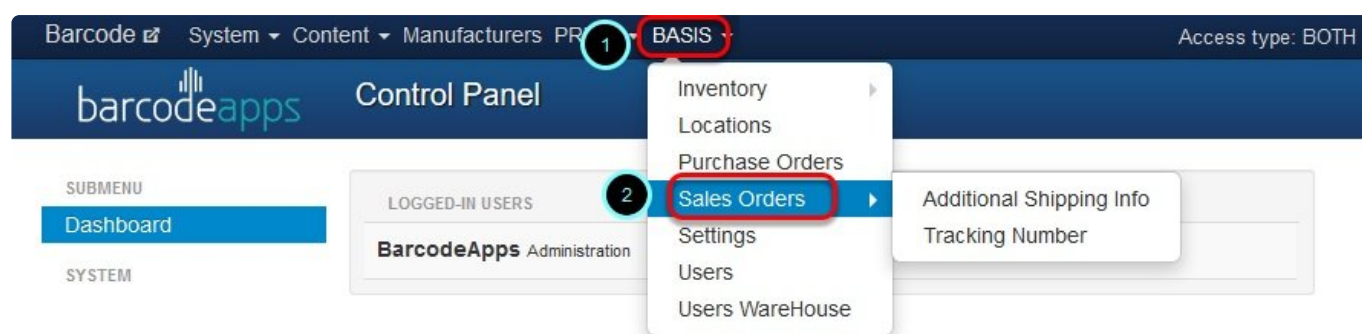 Barcode System Content Manufacturers BASIS Access type: BOTH
1
barcodeapps
Control Panel
Inventory
Locations
Purchase Orders
SUBMENU
LOGGED-IN USERS
2
Sales Orders
Additional Shipping Info
Dashboard
BarcodeApps Administration
Settings
Tracking Number
SYSTEM
Users
Users WareHouse